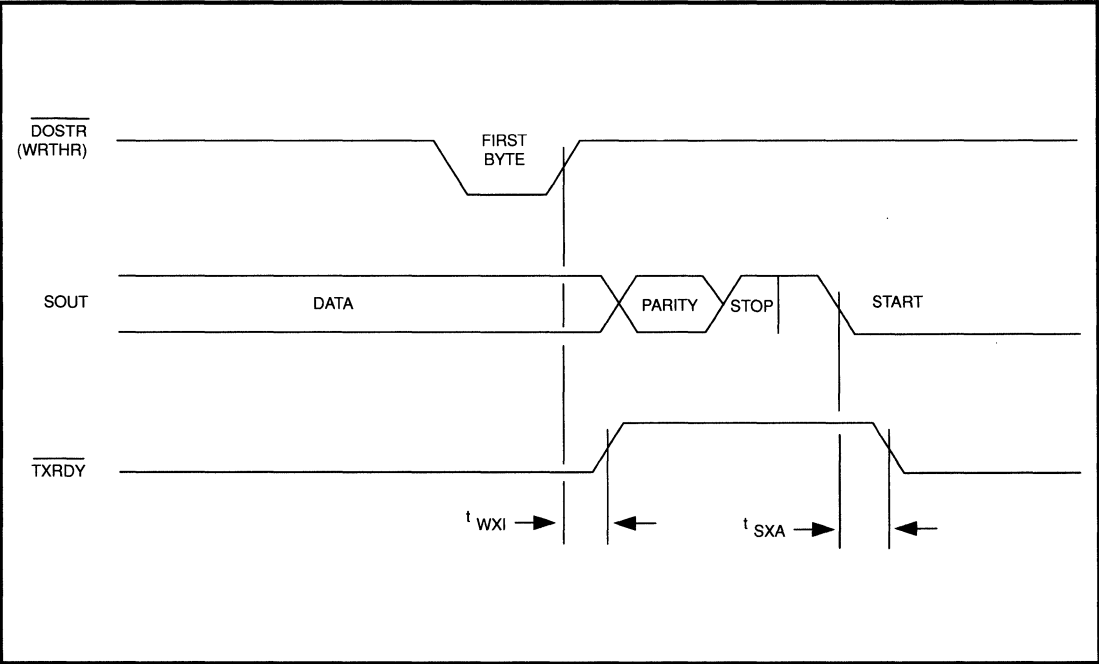 DOSTR
(WRTHR)
FIRST
BYTE
SOUT
DATA
PARITY
STOP
START
TXRDY
t WXI
t SXA